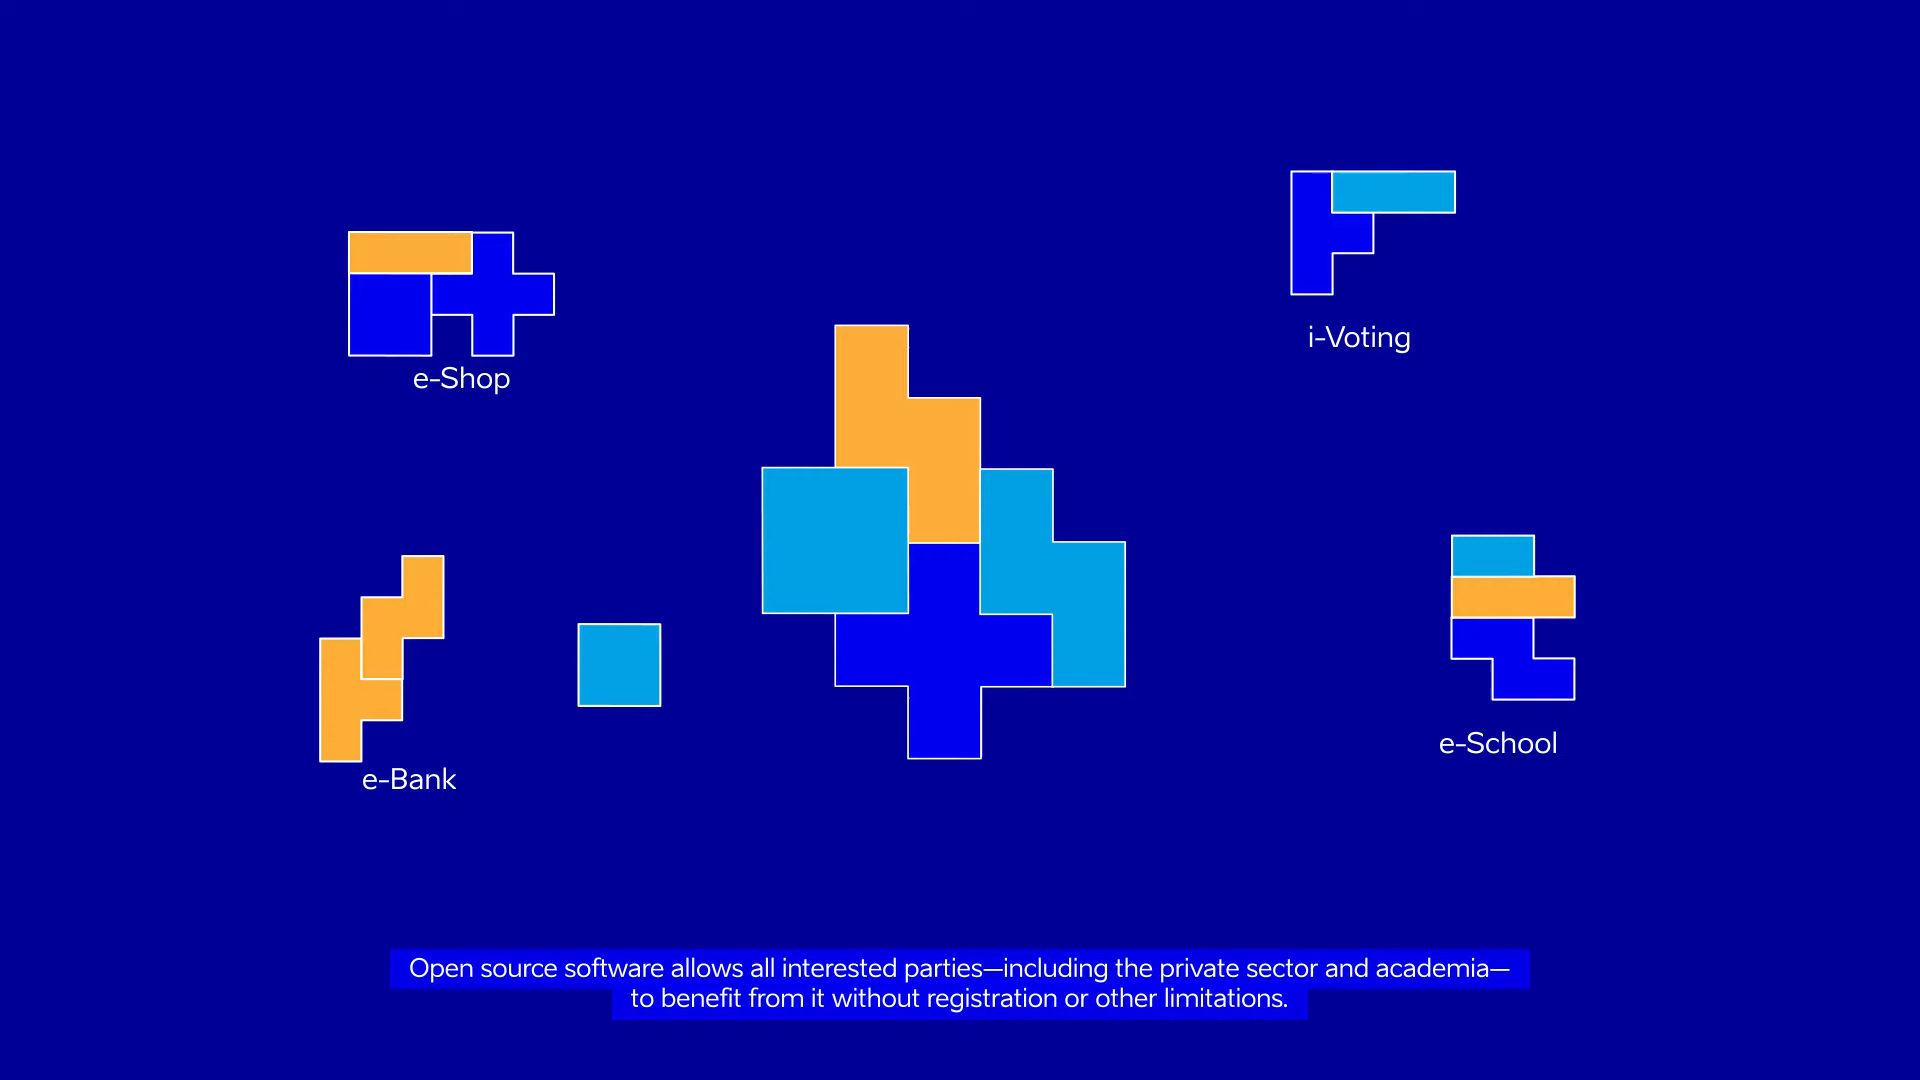 i-Voting
e-Shop
e-School
e-Bank
Open source software allows all interested parties—including the private sector and academia—
to benefit from it without registration or other limitations.